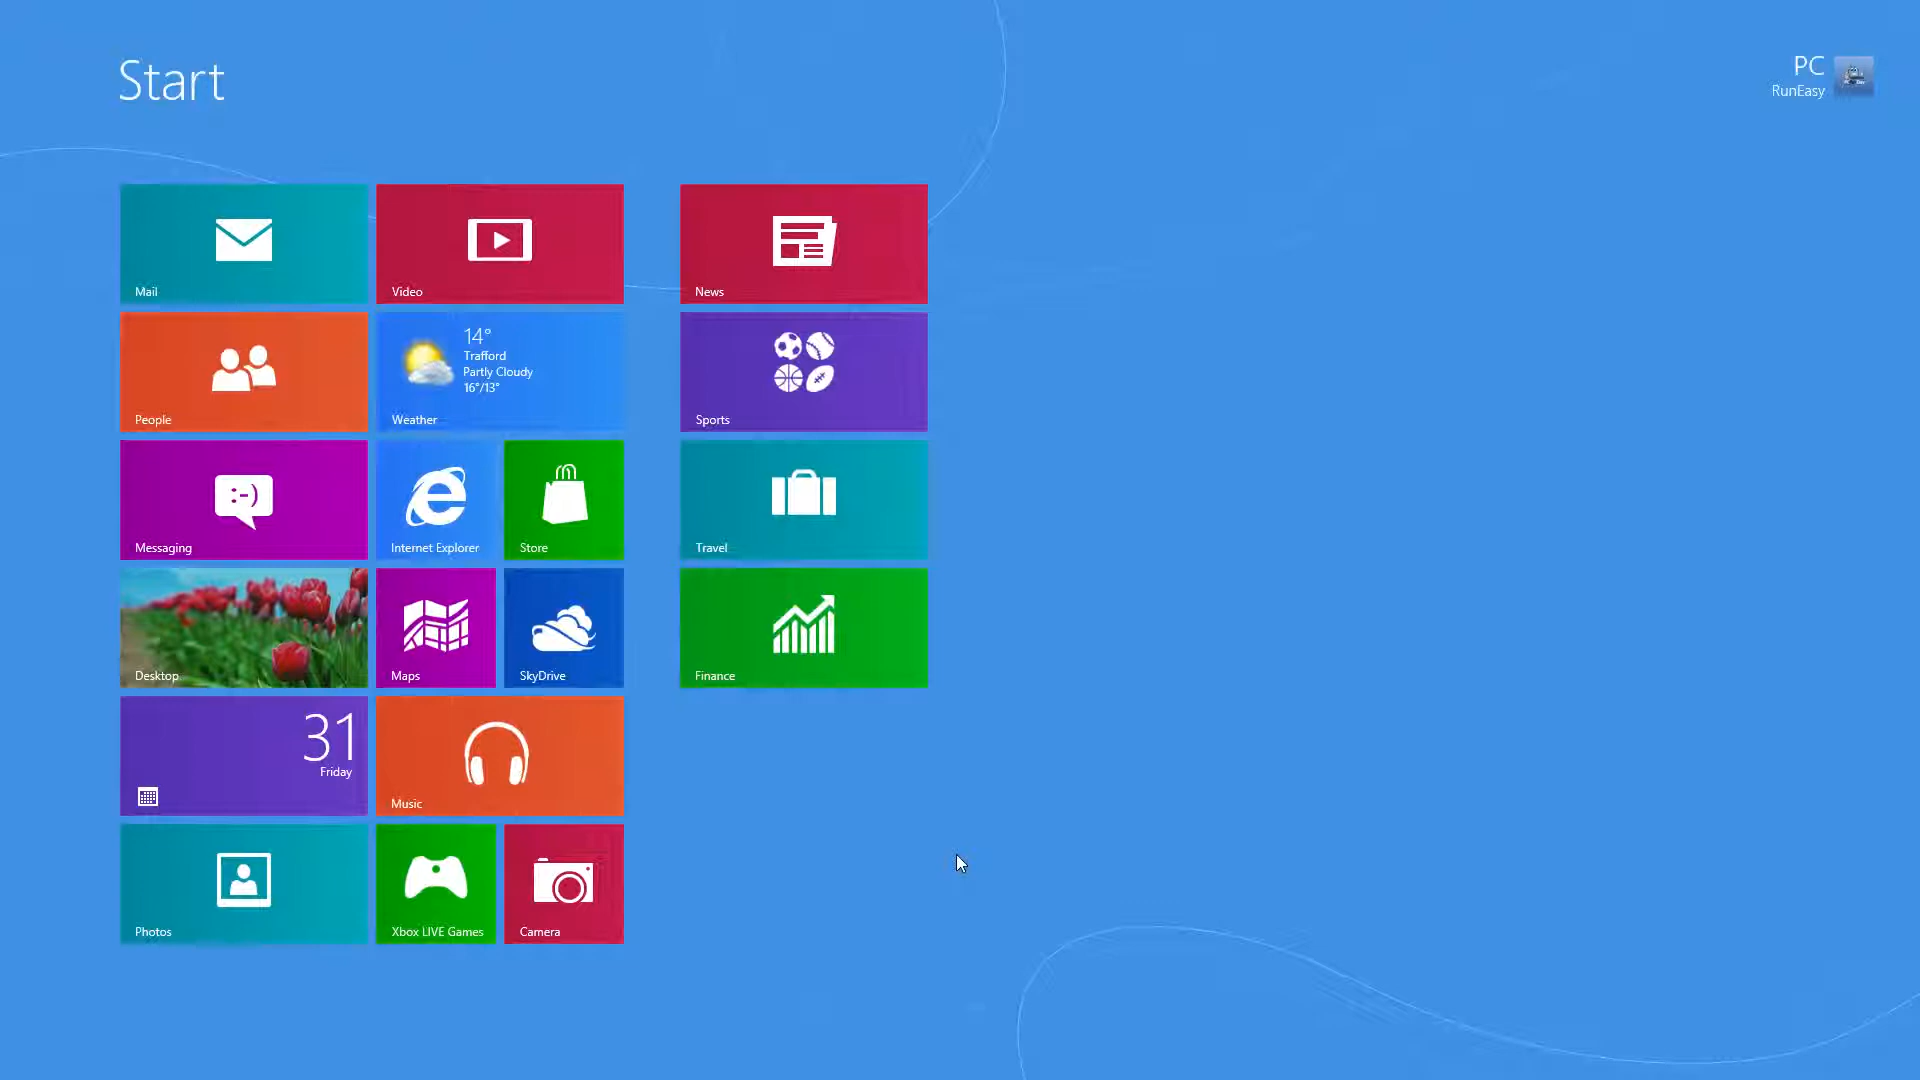 Start
PC
RunEasy
Mail
Video
News
People
14°
Trafford
Partly Cloudy
16°/13°
Weather
Sports
:-)
Messaging
Internet Explorer
Store
Travel
Desktop
Maps
SkyDrive
Finance
31
Friday
Music
Photos
Xbox LIVE Games
Camera